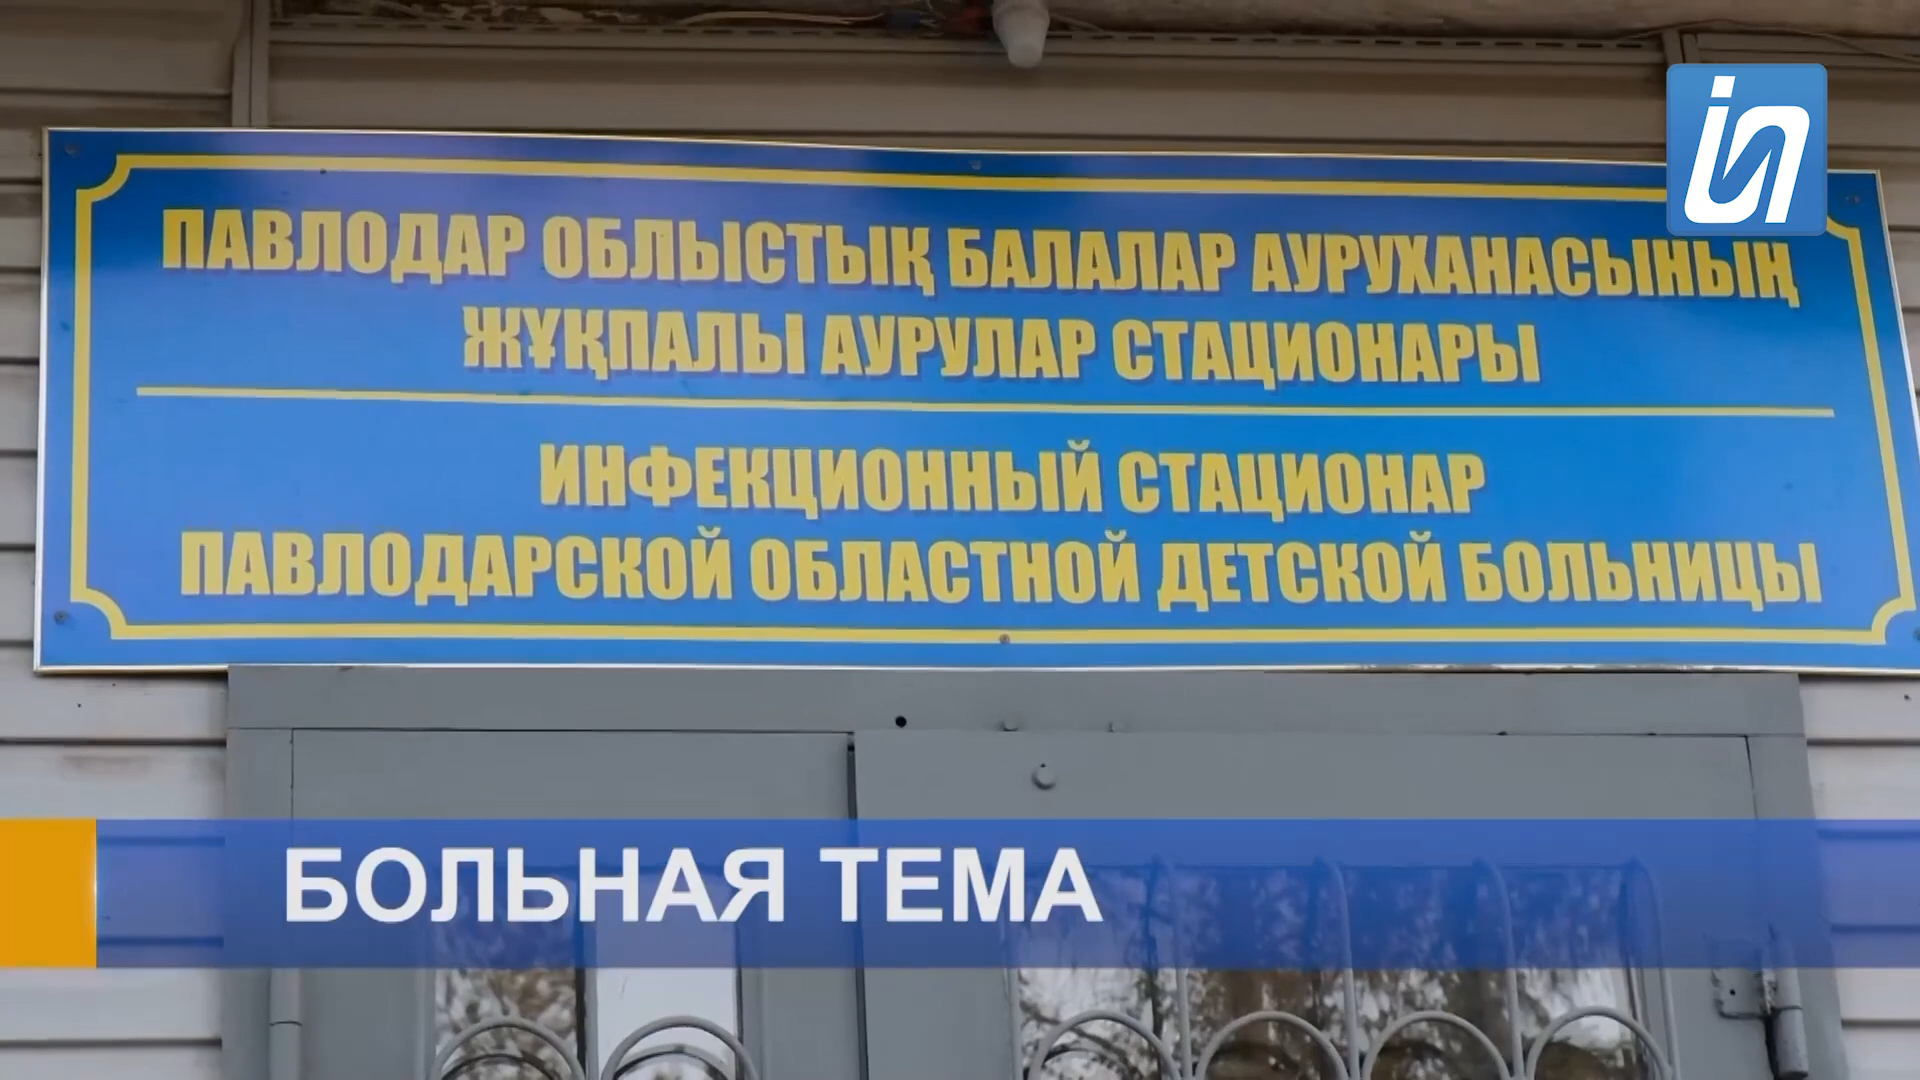 ПАВЛОДАР ОБЛЫСТЫҚ БАЛАЛАР АУРУХАНАСЫНЫҢ
ЖҰҚПАЛЫ АУРУЛАР СТАЦИОНАРЫ
ИНФЕКЦИОННЫЙ СТАЦИОНАР
ПАВЛОДАРСКОЙ ОБЛАСТНОЙ ДЕТСКОЙ БОЛЬНИЦЫ
БОЛЬНАЯ ТЕМА